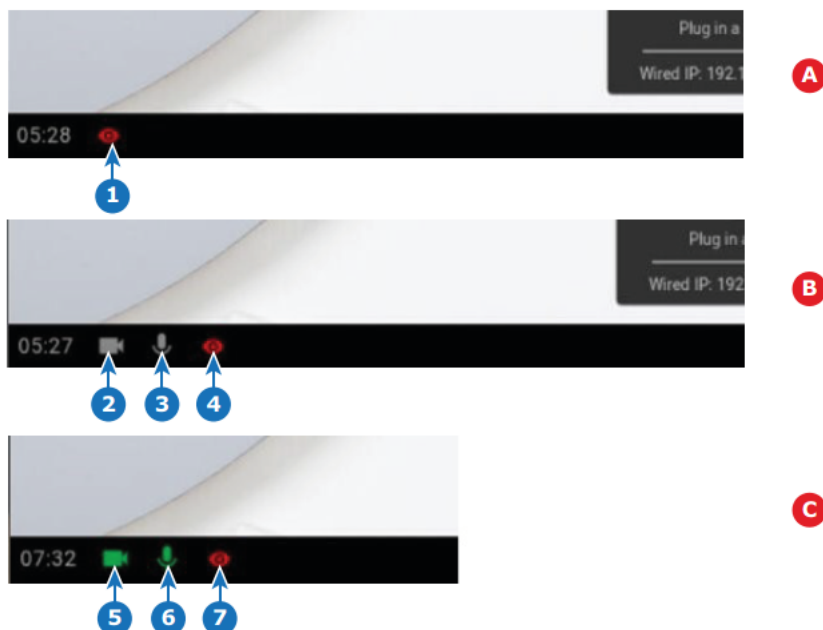 Plug in a
Wired IP: 192.1
A
05:28
1
Plug in
Wired IP: 192
B
05:27
2 3 4
C
07:32
5 6 7